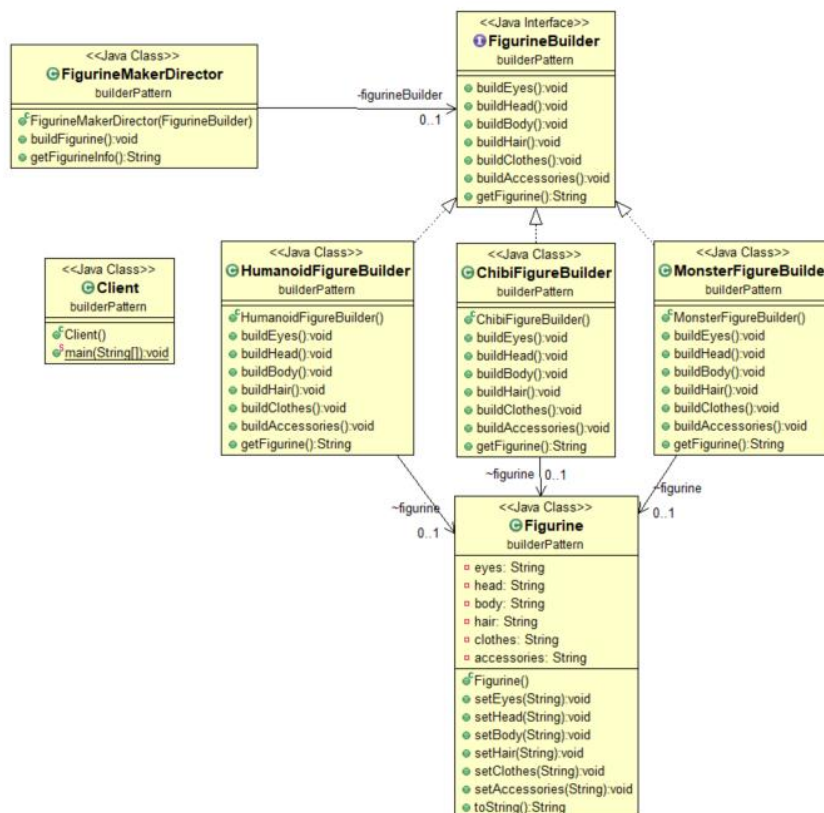 <<Java Class>>
FigurineMakerDirector
builderPattern
FigurineMakerDirector(FigurineBuilder)
buildFigurine():void
getFigurineInfo():String
-figurineBuilder
0..1
<<Java Interface>>
FigurineBuilder
builderPattern
buildEyes():void
buildHead():void
buildBody():void
buildHair():void
buildClothes():void
buildAccessories():void
getFigurine():String
<<Java Class>>
Client
builderPattern
Client()
main(String[]):void
<<Java Class>>
HumanoidFigureBuilder
builderPattern
HumanoidFigureBuilder()
buildEyes():void
buildHead():void
buildBody():void
buildHair():void
buildClothes():void
buildAccessories():void
getFigurine():String
<<Java Class>>
ChibiFigureBuilder
builderPattern
ChibiFigureBuilder()
buildEyes():void
buildHead():void
buildBody():void
buildHair():void
buildClothes():void
buildAccessories():void
getFigurine():String
<<Java Class>>
MonsterFigureBuilde
builderPattern
MonsterFigureBuilder()
buildEyes():void
buildHead():void
buildBody():void
buildHair():void
buildClothes():void
buildAccessories():void
getFigurine():String
~figurine
0..1
~figurine 0..1
~figurine
0..1
<<Java Class>>
Figurine
builderPattern
eyes: String
head: String
body: String
hair: String
clothes: String
accessories: String
Figurine()
setEyes(String):void
setHead(String):void
setBody(String):void
setHair(String):void
setClothes(String):void
setAccessories(String):void
toString():String